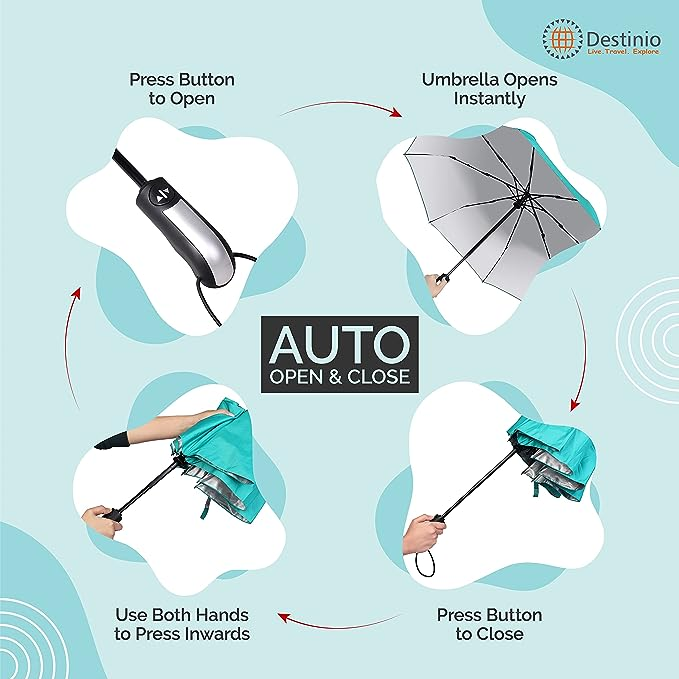 Destinio
Live. Travel. Explore
Press Button
to Open
Umbrella Opens
Instantly
AUTO
OPEN & CLOSE
Use Both Hands
to Press Inwards
Press Button
to Close